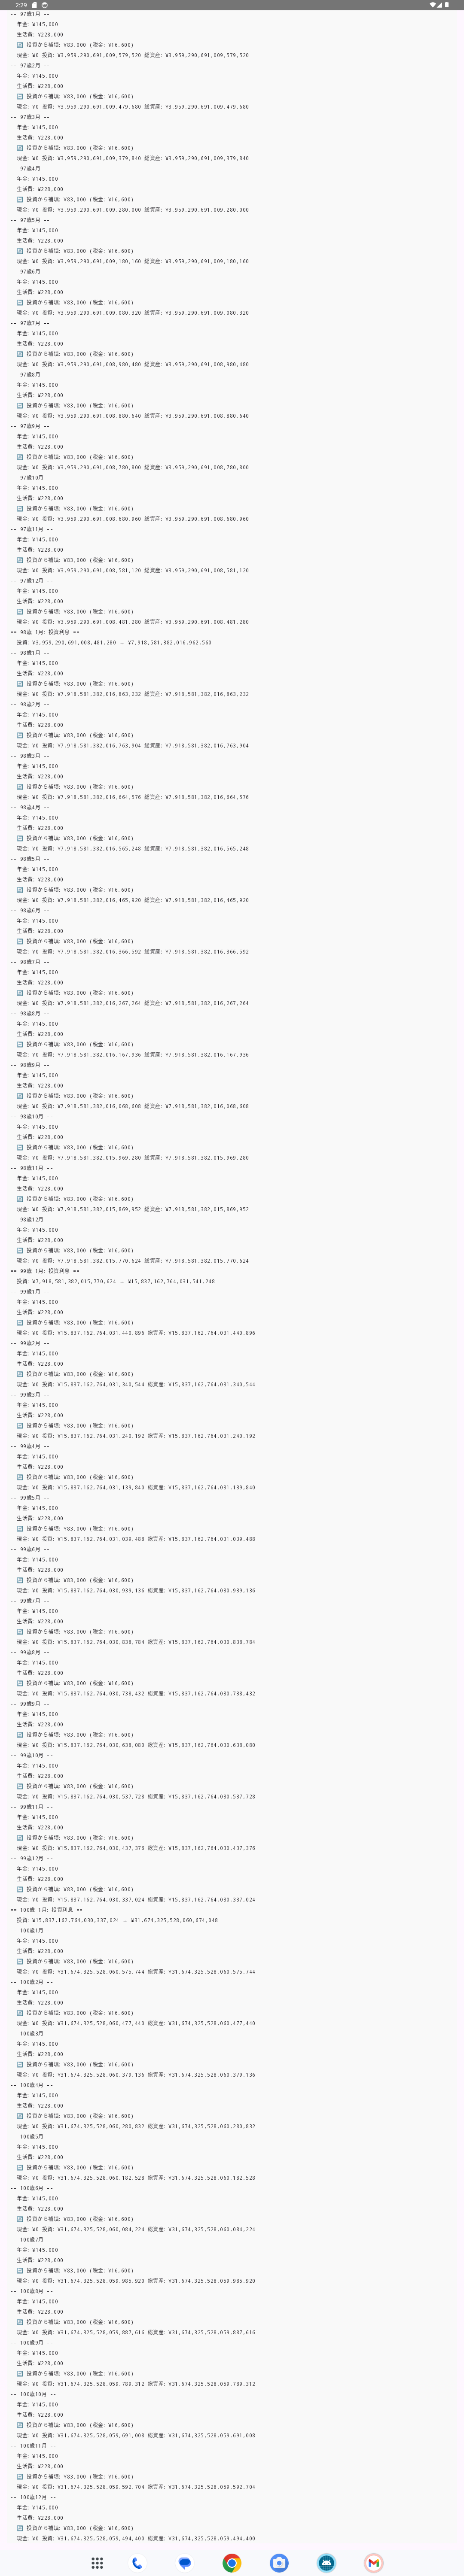 2:29
-- 97歳1月 --
年金: ¥145,000
生活費: ¥228,000
🔄 投資から補填: ¥83,000 (税金: ¥16,600)
現金: ¥0 投資: ¥3,959,290,691,009,579,520 総資産: ¥3,959,290,691,009,579,520
-- 97歳2月 --
年金: ¥145,000
生活費: ¥228,000
🔄 投資から補填: ¥83,000 (税金: ¥16,600)
現金: ¥0 投資: ¥3,959,290,691,009,479,680 総資産: ¥3,959,290,691,009,479,680
-- 97歳3月 --
年金: ¥145,000
生活費: ¥228,000
🔄 投資から補填: ¥83,000 (税金: ¥16,600)
現金: ¥0 投資: ¥3,959,290,691,009,379,840 総資産: ¥3,959,290,691,009,379,840
-- 97歳4月 --
年金: ¥145,000
生活費: ¥228,000
🔄 投資から補填: ¥83,000 (税金: ¥16,600)
現金: ¥0 投資: ¥3,959,290,691,009,280,000 総資産: ¥3,959,290,691,009,280,000
-- 97歳5月 --
年金: ¥145,000
生活費: ¥228,000
🔄 投資から補填: ¥83,000 (税金: ¥16,600)
現金: ¥0 投資: ¥3,959,290,691,009,180,160 総資産: ¥3,959,290,691,009,180,160
-- 97歳6月 --
年金: ¥145,000
生活費: ¥228,000
🔄 投資から補填: ¥83,000 (税金: ¥16,600)
現金: ¥0 投資: ¥3,959,290,691,009,080,320 総資産: ¥3,959,290,691,009,080,320
-- 97歳7月 --
年金: ¥145,000
生活費: ¥228,000
🔄 投資から補填: ¥83,000 (税金: ¥16,600)
現金: ¥0 投資: ¥3,959,290,691,008,980,480 総資産: ¥3,959,290,691,008,980,480
-- 97歳8月 --
年金: ¥145,000
生活費: ¥228,000
🔄 投資から補填: ¥83,000 (税金: ¥16,600)
現金: ¥0 投資: ¥3,959,290,691,008,880,640 総資産: ¥3,959,290,691,008,880,640
-- 97歳9月 --
年金: ¥145,000
生活費: ¥228,000
🔄 投資から補填: ¥83,000 (税金: ¥16,600)
現金: ¥0 投資: ¥3,959,290,691,008,780,800 総資産: ¥3,959,290,691,008,780,800
-- 97歳10月 --
年金: ¥145,000
生活費: ¥228,000
🔄 投資から補填: ¥83,000 (税金: ¥16,600)
現金: ¥0 投資: ¥3,959,290,691,008,680,960 総資産: ¥3,959,290,691,008,680,960
-- 97歳11月 --
年金: ¥145,000
生活費: ¥228,000
🔄 投資から補填: ¥83,000 (税金: ¥16,600)
現金: ¥0 投資: ¥3,959,290,691,008,581,120 総資産: ¥3,959,290,691,008,581,120
-- 97歳12月 --
年金: ¥145,000
生活費: ¥228,000
🔄 投資から補填: ¥83,000 (税金: ¥16,600)
現金: ¥0 投資: ¥3,959,290,691,008,481,280 総資産: ¥3,959,290,691,008,481,280
== 98歳 1月: 投資利息 ==
投資: ¥3,959,290,691,008,481,280 → ¥7,918,581,382,016,962,560
-- 98歳1月 --
年金: ¥145,000
生活費: ¥228,000
🔄 投資から補填: ¥83,000 (税金: ¥16,600)
現金: ¥0 投資: ¥7,918,581,382,016,863,232 総資産: ¥7,918,581,382,016,863,232
-- 98歳2月 --
年金: ¥145,000
生活費: ¥228,000
🔄 投資から補填: ¥83,000 (税金: ¥16,600)
現金: ¥0 投資: ¥7,918,581,382,016,763,904 総資産: ¥7,918,581,382,016,763,904
-- 98歳3月 --
年金: ¥145,000
生活費: ¥228,000
🔄 投資から補填: ¥83,000 (税金: ¥16,600)
現金: ¥0 投資: ¥7,918,581,382,016,664,576 総資産: ¥7,918,581,382,016,664,576
-- 98歳4月 --
年金: ¥145,000
生活費: ¥228,000
🔄 投資から補填: ¥83,000 (税金: ¥16,600)
現金: ¥0 投資: ¥7,918,581,382,016,565,248 総資産: ¥7,918,581,382,016,565,248
-- 98歳5月 --
年金: ¥145,000
生活費: ¥228,000
🔄 投資から補填: ¥83,000 (税金: ¥16,600)
現金: ¥0 投資: ¥7,918,581,382,016,465,920 総資産: ¥7,918,581,382,016,465,920
-- 98歳6月 --
年金: ¥145,000
生活費: ¥228,000
🔄 投資から補填: ¥83,000 (税金: ¥16,600)
現金: ¥0 投資: ¥7,918,581,382,016,366,592 総資産: ¥7,918,581,382,016,366,592
-- 98歳7月 --
年金: ¥145,000
生活費: ¥228,000
🔄 投資から補填: ¥83,000 (税金: ¥16,600)
現金: ¥0 投資: ¥7,918,581,382,016,267,264 総資産: ¥7,918,581,382,016,267,264
-- 98歳8月 --
年金: ¥145,000
生活費: ¥228,000
🔄 投資から補填: ¥83,000 (税金: ¥16,600)
現金: ¥0 投資: ¥7,918,581,382,016,167,936 総資産: ¥7,918,581,382,016,167,936
-- 98歳9月 --
年金: ¥145,000
生活費: ¥228,000
🔄 投資から補填: ¥83,000 (税金: ¥16,600)
現金: ¥0 投資: ¥7,918,581,382,016,068,608 総資産: ¥7,918,581,382,016,068,608
-- 98歳10月 --
年金: ¥145,000
生活費: ¥228,000
🔄 投資から補填: ¥83,000 (税金: ¥16,600)
現金: ¥0 投資: ¥7,918,581,382,015,969,280 総資産: ¥7,918,581,382,015,969,280
-- 98歳11月 --
年金: ¥145,000
生活費: ¥228,000
🔄 投資から補填: ¥83,000 (税金: ¥16,600)
現金: ¥0 投資: ¥7,918,581,382,015,869,952 総資産: ¥7,918,581,382,015,869,952
-- 98歳12月 --
年金: ¥145,000
生活費: ¥228,000
🔄 投資から補填: ¥83,000 (税金: ¥16,600)
現金: ¥0 投資: ¥7,918,581,382,015,770,624 総資産: ¥7,918,581,382,015,770,624
== 99歳 1月: 投資利息 ==
投資: ¥7,918,581,382,015,770,624 → ¥15,837,162,764,031,541,248
-- 99歳1月 --
年金: ¥145,000
生活費: ¥228,000
🔄 投資から補填: ¥83,000 (税金: ¥16,600)
現金: ¥0 投資: ¥15,837,162,764,031,440,896 総資産: ¥15,837,162,764,031,440,896
-- 99歳2月 --
年金: ¥145,000
生活費: ¥228,000
🔄 投資から補填: ¥83,000 (税金: ¥16,600)
現金: ¥0 投資: ¥15,837,162,764,031,340,544 総資産: ¥15,837,162,764,031,340,544
-- 99歳3月 --
年金: ¥145,000
生活費: ¥228,000
🔄 投資から補填: ¥83,000 (税金: ¥16,600)
現金: ¥0 投資: ¥15,837,162,764,031,240,192 総資産: ¥15,837,162,764,031,240,192
-- 99歳4月 --
年金: ¥145,000
生活費: ¥228,000
🔄 投資から補填: ¥83,000 (税金: ¥16,600)
現金: ¥0 投資: ¥15,837,162,764,031,139,840 総資産: ¥15,837,162,764,031,139,840
-- 99歳5月 --
年金: ¥145,000
生活費: ¥228,000
🔄 投資から補填: ¥83,000 (税金: ¥16,600)
現金: ¥0 投資: ¥15,837,162,764,031,039,488 総資産: ¥15,837,162,764,031,039,488
-- 99歳6月 --
年金: ¥145,000
生活費: ¥228,000
🔄 投資から補填: ¥83,000 (税金: ¥16,600)
現金: ¥0 投資: ¥15,837,162,764,030,939,136 総資産: ¥15,837,162,764,030,939,136
-- 99歳7月 --
年金: ¥145,000
生活費: ¥228,000
🔄 投資から補填: ¥83,000 (税金: ¥16,600)
現金: ¥0 投資: ¥15,837,162,764,030,838,784 総資産: ¥15,837,162,764,030,838,784
-- 99歳8月 --
年金: ¥145,000
生活費: ¥228,000
🔄 投資から補填: ¥83,000 (税金: ¥16,600)
現金: ¥0 投資: ¥15,837,162,764,030,738,432 総資産: ¥15,837,162,764,030,738,432
-- 99歳9月 --
年金: ¥145,000
生活費: ¥228,000
🔄 投資から補填: ¥83,000 (税金: ¥16,600)
現金: ¥0 投資: ¥15,837,162,764,030,638,080 総資産: ¥15,837,162,764,030,638,080
-- 99歳10月 --
年金: ¥145,000
生活費: ¥228,000
🔄 投資から補填: ¥83,000 (税金: ¥16,600)
現金: ¥0 投資: ¥15,837,162,764,030,537,728 総資産: ¥15,837,162,764,030,537,728
-- 99歳11月 --
年金: ¥145,000
生活費: ¥228,000
🔄 投資から補填: ¥83,000 (税金: ¥16,600)
現金: ¥0 投資: ¥15,837,162,764,030,437,376 総資産: ¥15,837,162,764,030,437,376
-- 99歳12月 --
年金: ¥145,000
生活費: ¥228,000
🔄 投資から補填: ¥83,000 (税金: ¥16,600)
現金: ¥0 投資: ¥15,837,162,764,030,337,024 総資産: ¥15,837,162,764,030,337,024
== 100歳 1月: 投資利息 ==
投資: ¥15,837,162,764,030,337,024 → ¥31,674,325,528,060,674,048
-- 100歳1月 --
年金: ¥145,000
生活費: ¥228,000
🔄 投資から補填: ¥83,000 (税金: ¥16,600)
現金: ¥0 投資: ¥31,674,325,528,060,575,744 総資産: ¥31,674,325,528,060,575,744
-- 100歳2月 --
年金: ¥145,000
生活費: ¥228,000
🔄 投資から補填: ¥83,000 (税金: ¥16,600)
現金: ¥0 投資: ¥31,674,325,528,060,477,440 総資産: ¥31,674,325,528,060,477,440
-- 100歳3月 --
年金: ¥145,000
生活費: ¥228,000
🔄 投資から補填: ¥83,000 (税金: ¥16,600)
現金: ¥0 投資: ¥31,674,325,528,060,379,136 総資産: ¥31,674,325,528,060,379,136
-- 100歳4月 --
年金: ¥145,000
生活費: ¥228,000
🔄 投資から補填: ¥83,000 (税金: ¥16,600)
現金: ¥0 投資: ¥31,674,325,528,060,280,832 総資産: ¥31,674,325,528,060,280,832
-- 100歳5月 --
年金: ¥145,000
生活費: ¥228,000
🔄 投資から補填: ¥83,000 (税金: ¥16,600)
現金: ¥0 投資: ¥31,674,325,528,060,182,528 総資産: ¥31,674,325,528,060,182,528
-- 100歳6月 --
年金: ¥145,000
生活費: ¥228,000
🔄 投資から補填: ¥83,000 (税金: ¥16,600)
現金: ¥0 投資: ¥31,674,325,528,060,084,224 総資産: ¥31,674,325,528,060,084,224
-- 100歳7月 --
年金: ¥145,000
生活費: ¥228,000
🔄 投資から補填: ¥83,000 (税金: ¥16,600)
現金: ¥0 投資: ¥31,674,325,528,059,985,920 総資産: ¥31,674,325,528,059,985,920
-- 100歳8月 --
年金: ¥145,000
生活費: ¥228,000
🔄 投資から補填: ¥83,000 (税金: ¥16,600)
現金: ¥0 投資: ¥31,674,325,528,059,887,616 総資産: ¥31,674,325,528,059,887,616
-- 100歳9月 --
年金: ¥145,000
生活費: ¥228,000
🔄 投資から補填: ¥83,000 (税金: ¥16,600)
現金: ¥0 投資: ¥31,674,325,528,059,789,312 総資産: ¥31,674,325,528,059,789,312
-- 100歳10月 --
年金: ¥145,000
生活費: ¥228,000
🔄 投資から補填: ¥83,000 (税金: ¥16,600)
現金: ¥0 投資: ¥31,674,325,528,059,691,008 総資産: ¥31,674,325,528,059,691,008
-- 100歳11月 --
年金: ¥145,000
生活費: ¥228,000
🔄 投資から補填: ¥83,000 (税金: ¥16,600)
現金: ¥0 投資: ¥31,674,325,528,059,592,704 総資産: ¥31,674,325,528,059,592,704
-- 100歳12月 --
年金: ¥145,000
生活費: ¥228,000
🔄 投資から補填: ¥83,000 (税金: ¥16,600)
現金: ¥0 投資: ¥31,674,325,528,059,494,400 総資産: ¥31,674,325,528,059,494,400